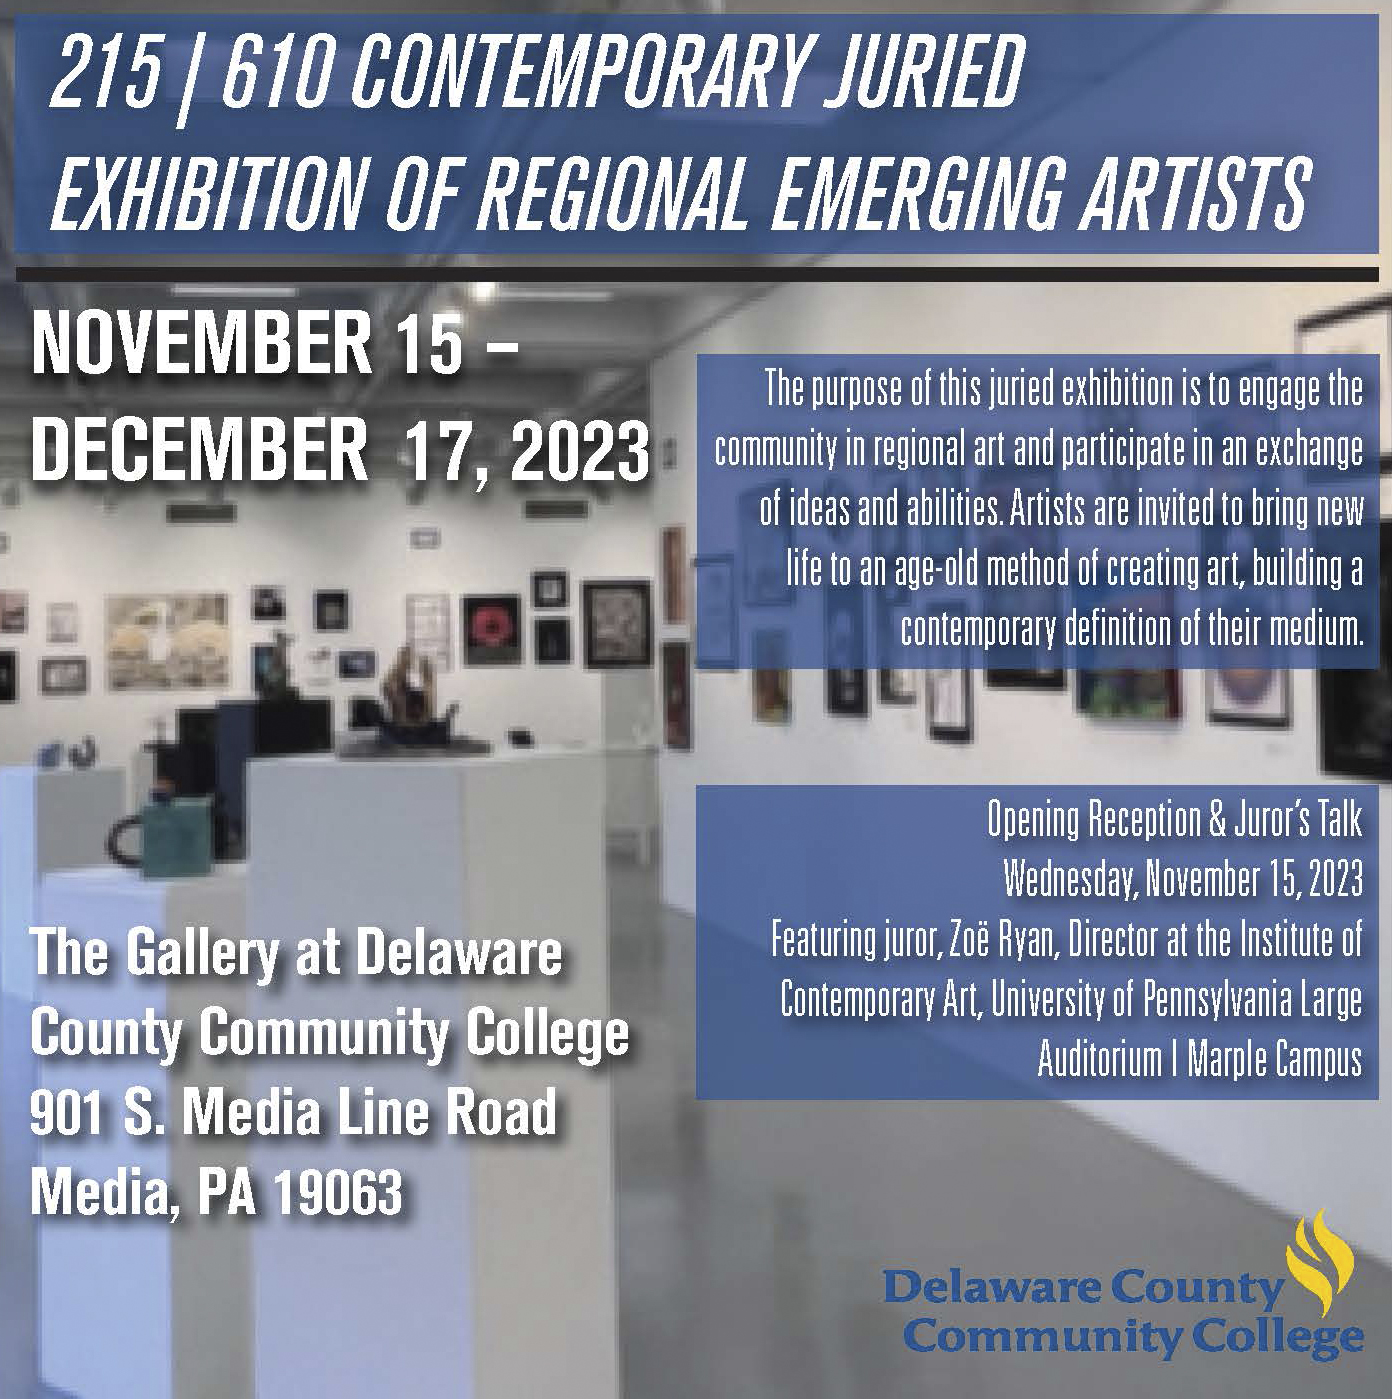 215 | 610 CONTEMPORARY JURIED
EXHIBITION OF REGIONAL EMERGING ARTISTS
NOVEMBER 15 –
DECEMBER 17, 2023
The purpose of this juried exhibition is to engage the
community in regional art and participate in an exchange
of ideas and abilities. Artists are invited to bring new
life to an age-old method of creating art, building a
contemporary definition of their medium.
Opening Reception & Juror’s Talk
Wednesday, November 15, 2023
Featuring juror, Zoë Ryan, Director at the Institute of
Contemporary Art, University of Pennsylvania Large
Auditorium | Marple Campus
The Gallery at Delaware
County Community College
901 S. Media Line Road
Media, PA 19063
Delaware County
Community College